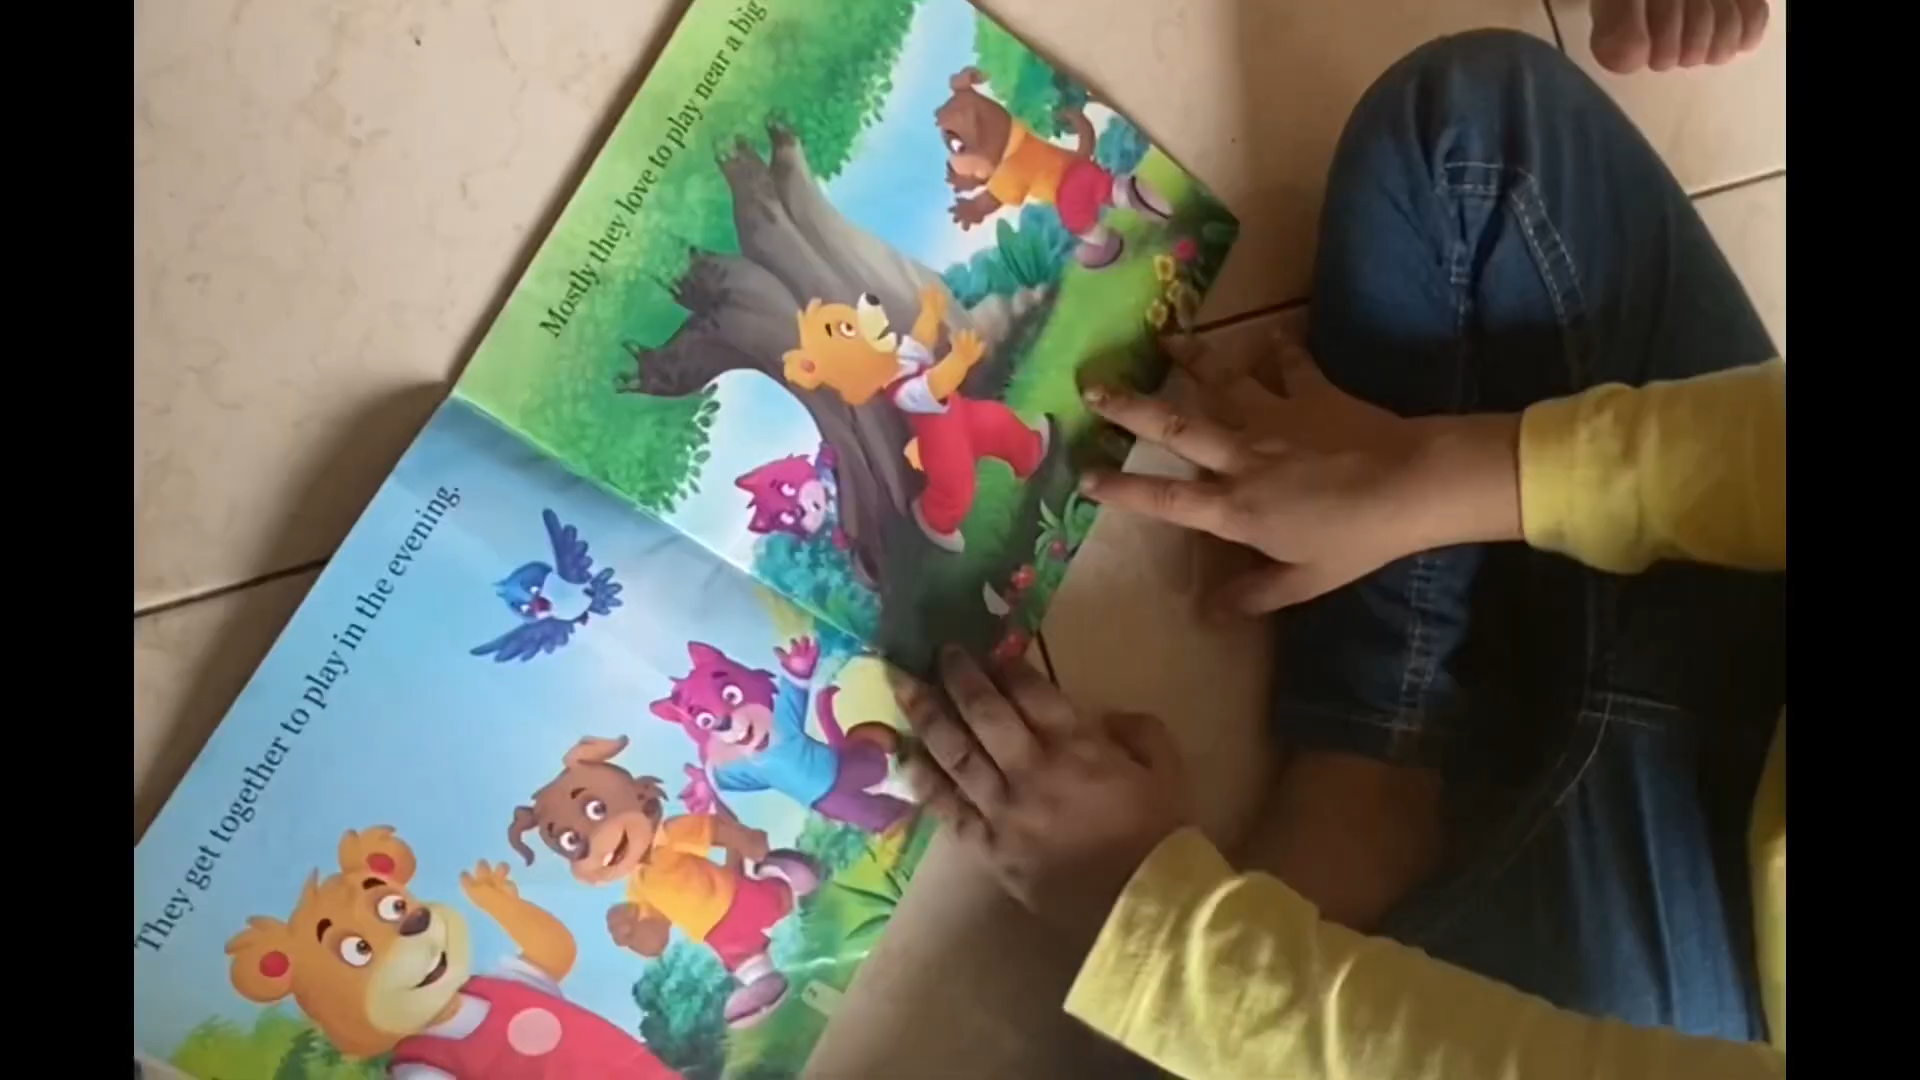 They get together to play in the evening.
Mostly they love to play near a big